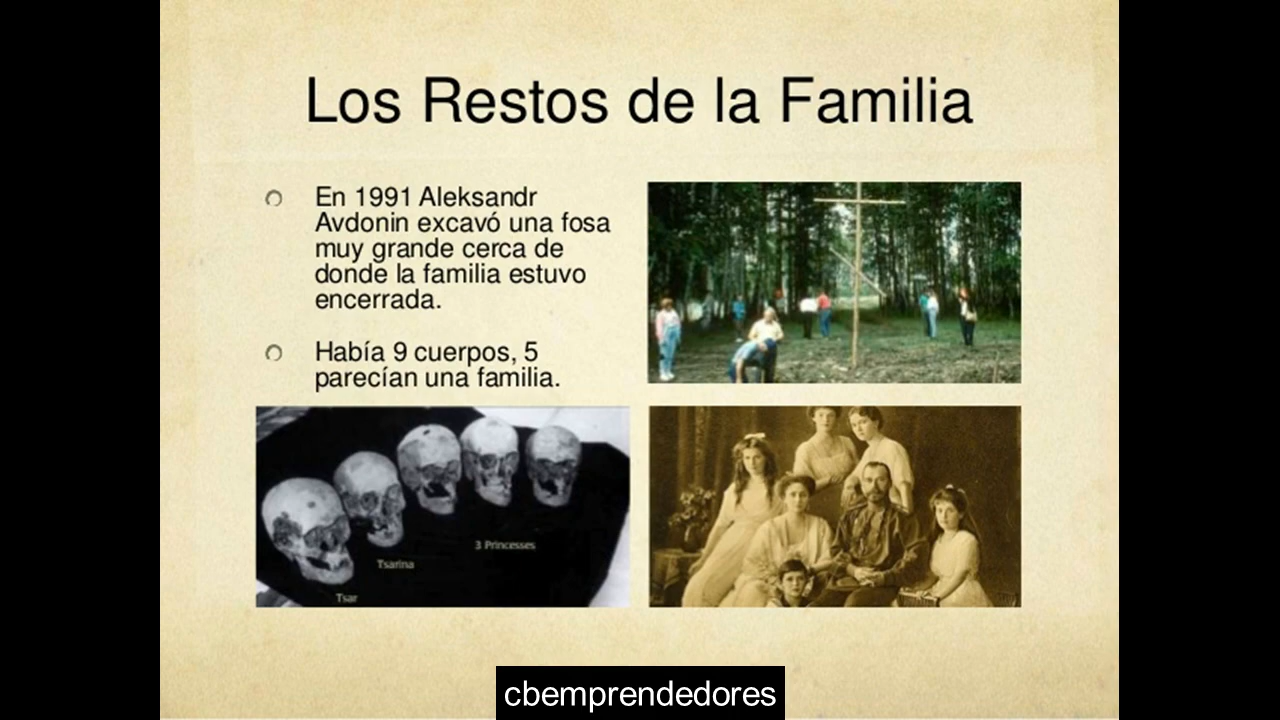 Los Restos de la Familia
En 1991 Aleksandr
Avdonin excavó una fosa
muy grande cerca de
donde la familia estuvo
encerrada.
Había 9 cuerpos, 5
parecían una familia.
3 Princesses
Tsarina
Tsar
cbemprendedores